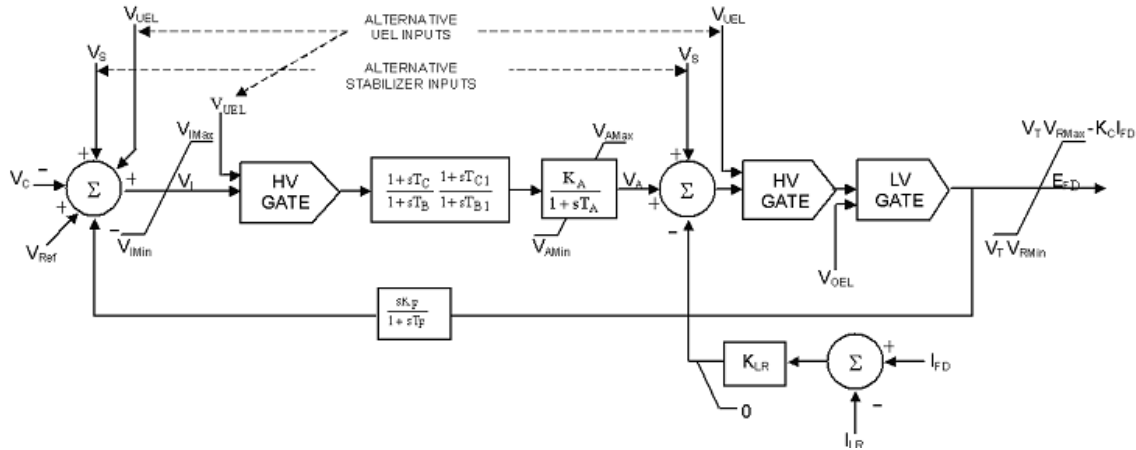 V_UEL
ALTERNATIVE
UEL INPUTS
V_UEL
V_S
ALTERNATIVE
STABILIZER INPUTS
V_S
V_UEL
V_IMax
V_AMax
V_T V_RMax - K_C I_FD
+
+
V_C
−
Σ
+
V_I
HV
GATE
1 + sT_C
1 + sT_B
1 + sT_C1
1 + sT_B1
K_A
1 + sT_A
V_A
+
+
Σ
HV
GATE
LV
GATE
E_FD
+
V_Ref
−
V_IMin
V_AMin
−
V_OEL
V_T V_RMin
sK_F
1 + sT_F
K_LR
Σ
+
I_FD
0
−
I_LR